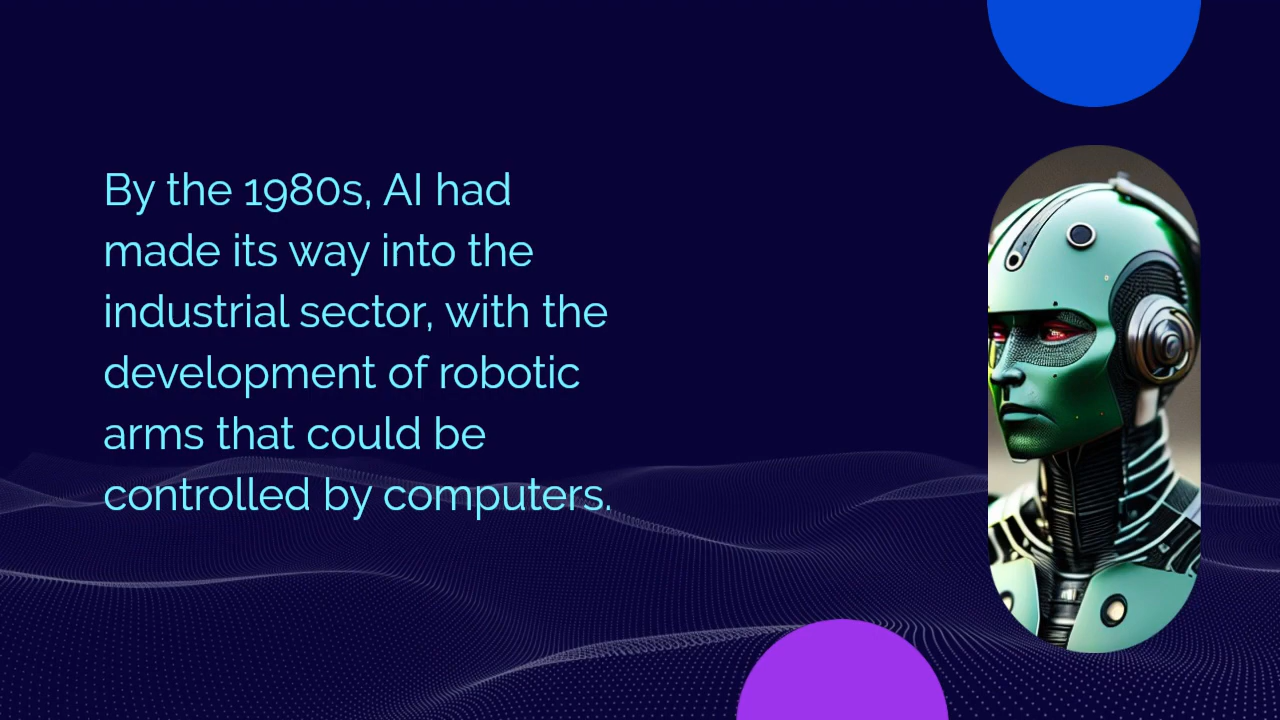 By the 1980s, AI had
made its way into the
industrial sector, with the
development of robotic
arms that could be
controlled by computers.